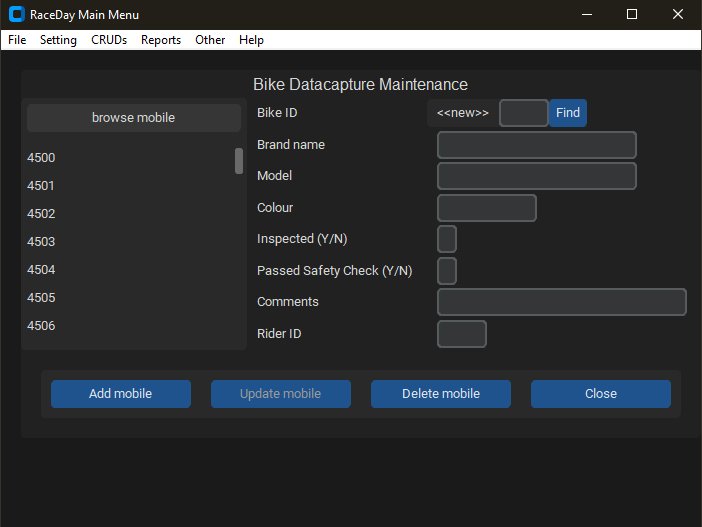 RaceDay Main Menu
File Setting CRUDs Reports Other Help
Bike Datacapture Maintenance
browse mobile
4500
4501
4502
4503
4504
4505
4506
Bike ID <<new>> Find
Brand name
Model
Colour
Inspected (Y/N)
Passed Safety Check (Y/N)
Comments
Rider ID
Add mobile Update mobile Delete mobile Close